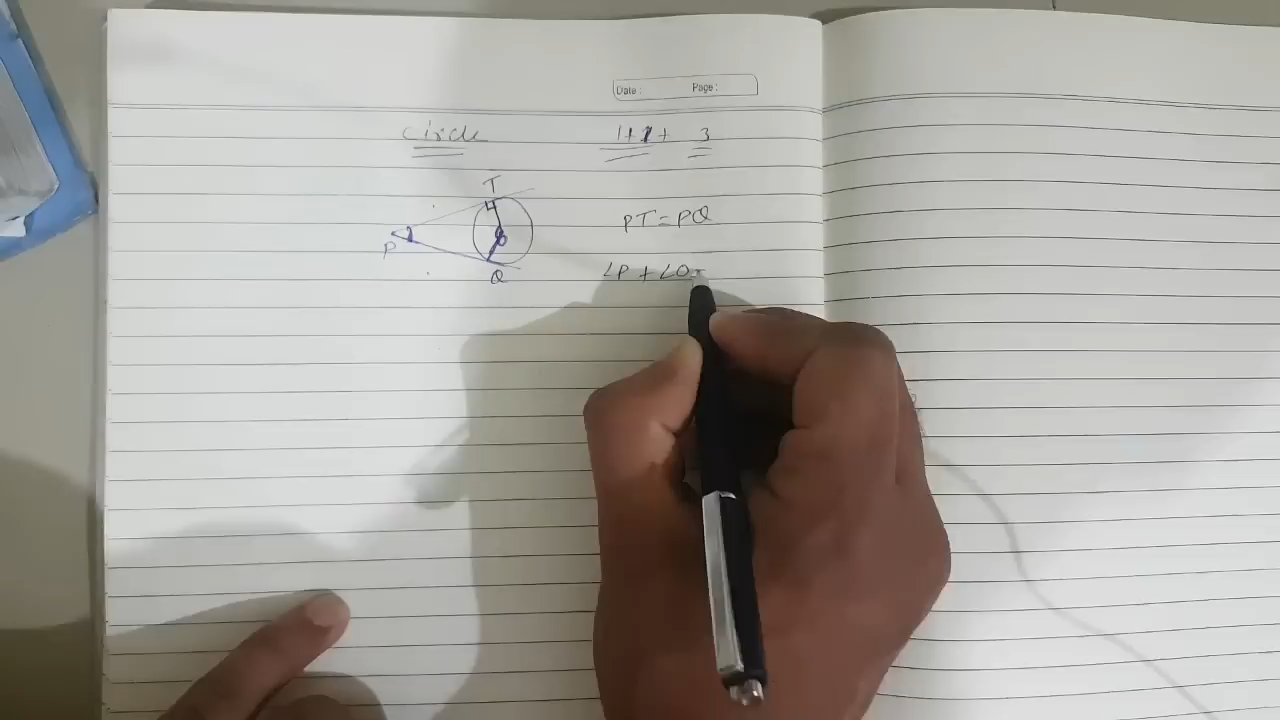 Date : Page :
Circle 1+1+ 3
T
PT = PQ
P
∠P + ∠O =
Q